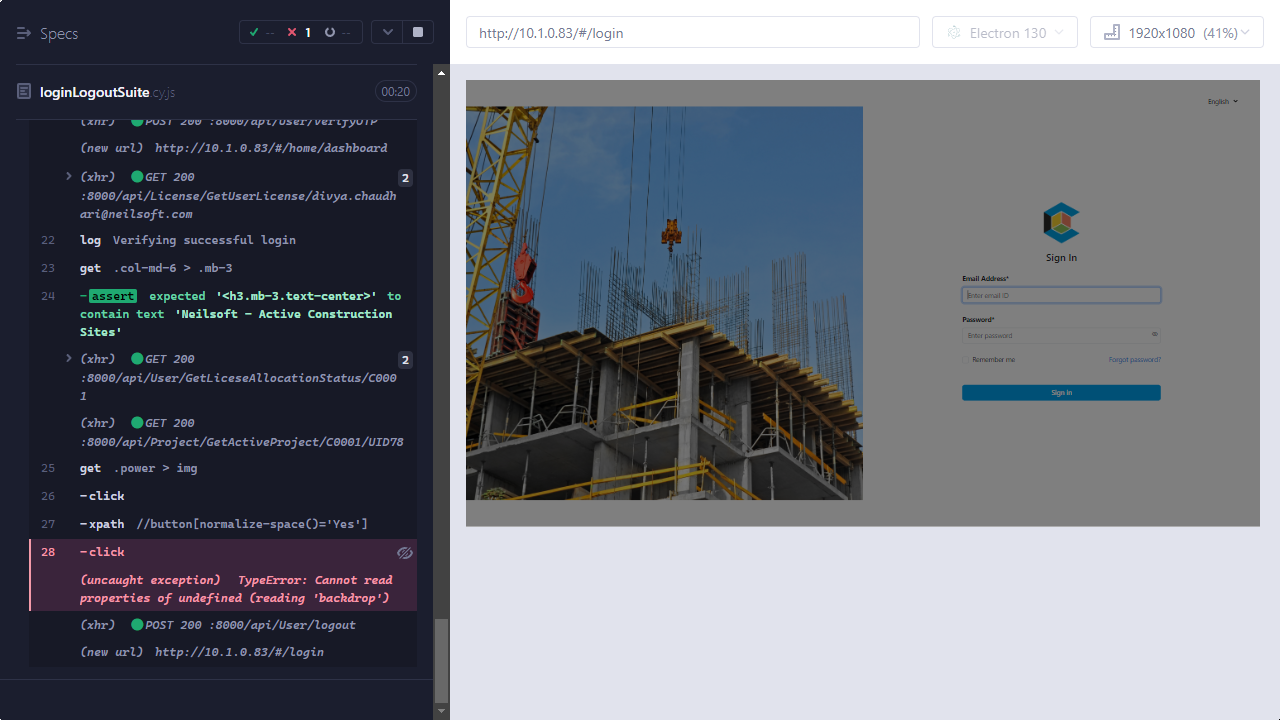 Specs
-- 1 --
loginLogoutSuite.cy.js 00:20
(xhr) POST 200 :8000/api/User/verifyOTP
(new url) http://10.1.0.83/#/home/dashboard
(xhr) GET 200 2
:8000/api/License/GetUserLicense/divya.chaudh
ari@neilsoft.com
22 log Verifying successful login
23 get .col-md-6 > .mb-3
24 -assert expected '<h3.mb-3.text-center>' to
contain text 'Neilsoft - Active Construction
Sites'
(xhr) GET 200 2
:8000/api/User/GetLiceseAllocationStatus/C000
1
(xhr) GET 200
:8000/api/Project/GetActiveProject/C0001/UID78
25 get .power > img
26 -click
27 -xpath //button[normalize-space()='Yes']
28 -click
(uncaught exception) TypeError: Cannot read
properties of undefined (reading 'backdrop')
(xhr) POST 200 :8000/api/User/logout
(new url) http://10.1.0.83/#/login
http://10.1.0.83/#/login
Electron 130
1920x1080 (41%)
English
Sign In
Email Address*
Enter email ID
Password*
Enter password
Remember me Forgot password?
Sign In